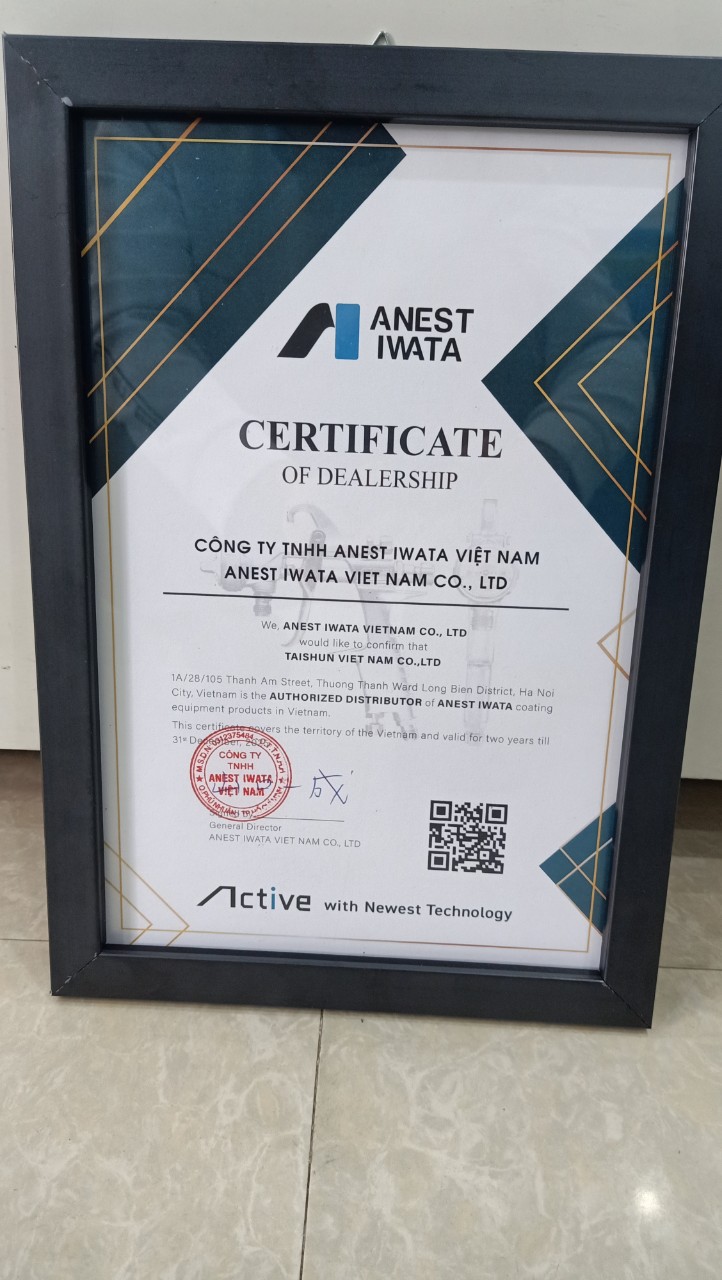 ANEST
IWATA
CERTIFICATE
OF DEALERSHIP
CÔNG TY TNHH ANEST IWATA VIỆT NAM
ANEST IWATA VIET NAM CO., LTD
We, ANEST IWATA VIETNAM CO., LTD
would like to confirm that
TAISHUN VIET NAM CO.,LTD
1A/28/105 Thanh Am Street, Thuong Thanh Ward Long Bien District, Ha Noi
City, Vietnam is the AUTHORIZED DISTRIBUTOR of ANEST IWATA coating
equipment products in Vietnam.
This certificate covers the territory of the Vietnam and valid for two years till
31st December,
CÔNG TY
TNHH
ANEST IWATA
VIỆT NAM
General Director
ANEST IWATA VIET NAM CO., LTD
Active with Newest Technology